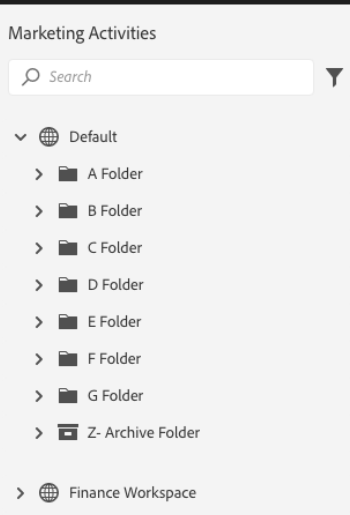 Marketing Activities
Search
Default
A Folder
B Folder
C Folder
D Folder
E Folder
F Folder
G Folder
Z- Archive Folder
Finance Workspace